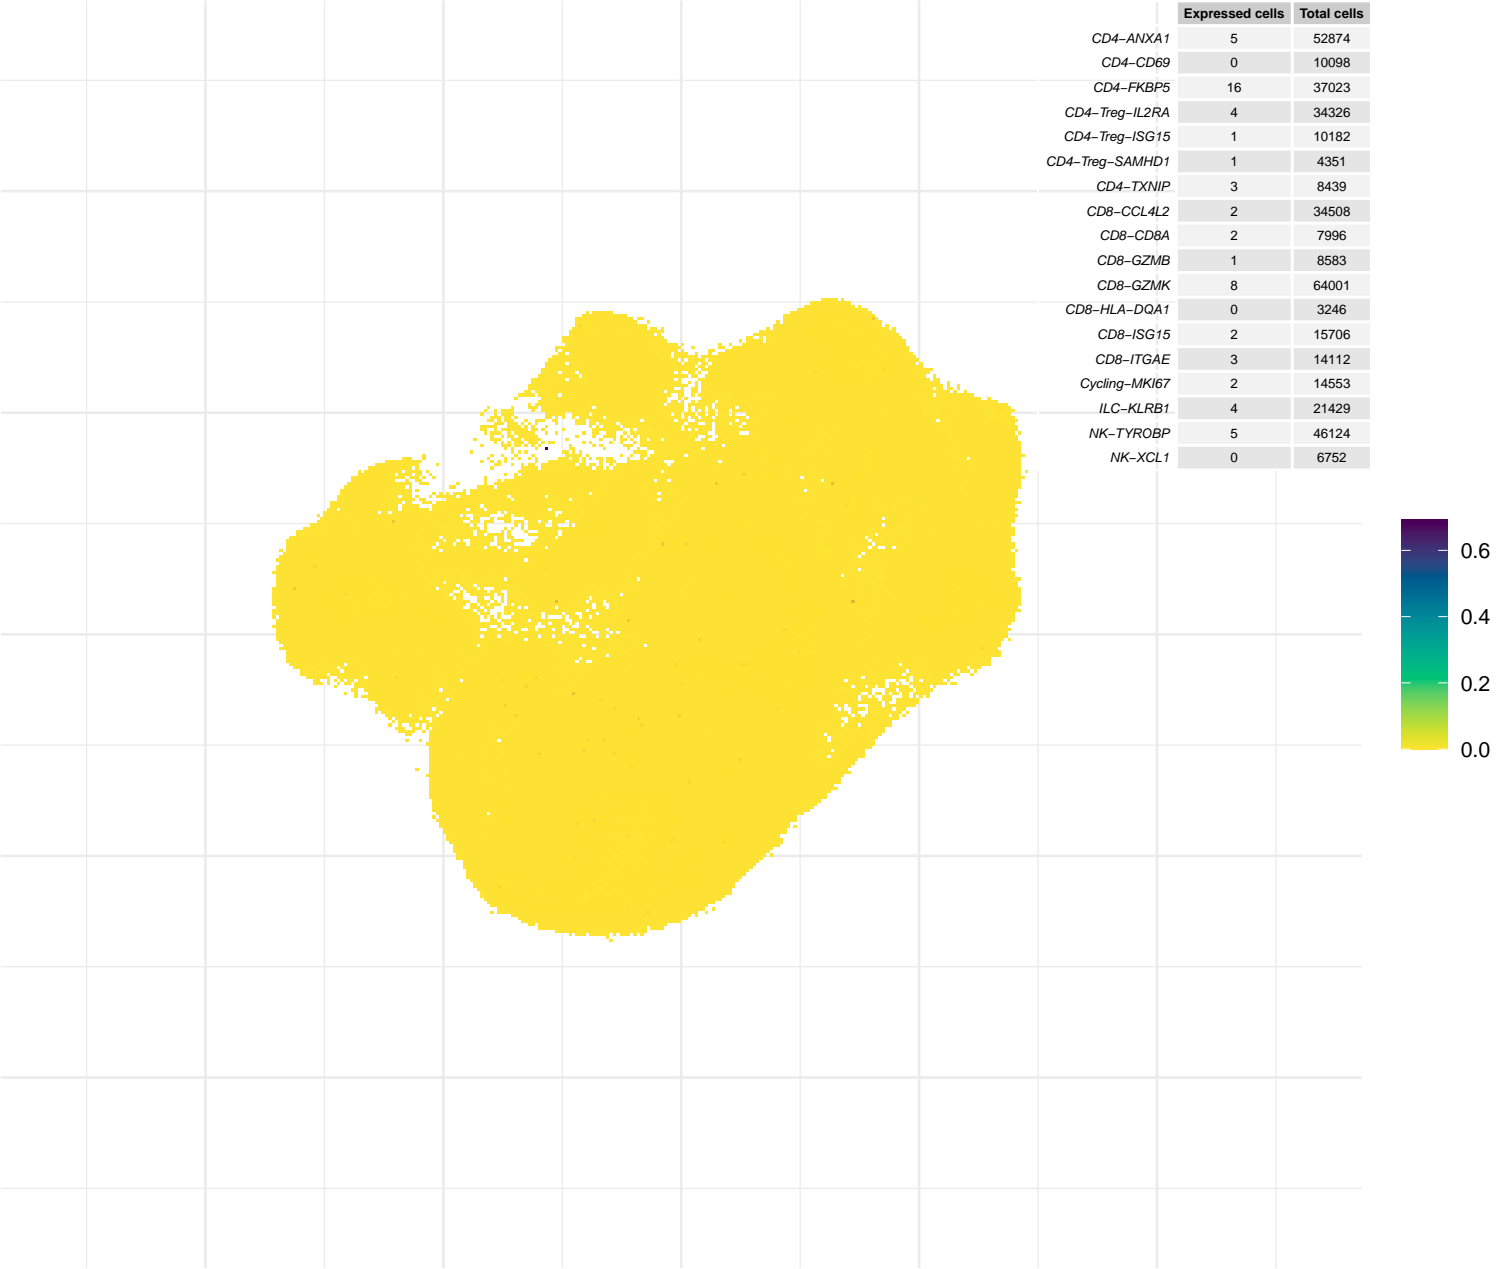 Expressed cells Total cells
CD4−ANXA1 5 52874
CD4−CD69 0 10098
CD4−FKBP5 16 37023
CD4−Treg−IL2RA 4 34326
CD4−Treg−ISG15 1 10182
CD4−Treg−SAMHD1 1 4351
CD4−TXNIP 3 8439
CD8−CCL4L2 2 34508
CD8−CD8A 2 7996
CD8−GZMB 1 8583
CD8−GZMK 8 64001
CD8−HLA−DQA1 0 3246
CD8−ISG15 2 15706
CD8−ITGAE 3 14112
Cycling−MKI67 2 14553
ILC−KLRB1 4 21429
NK−TYROBP 5 46124
NK−XCL1 0 6752
0.6
0.4
0.2
0.0